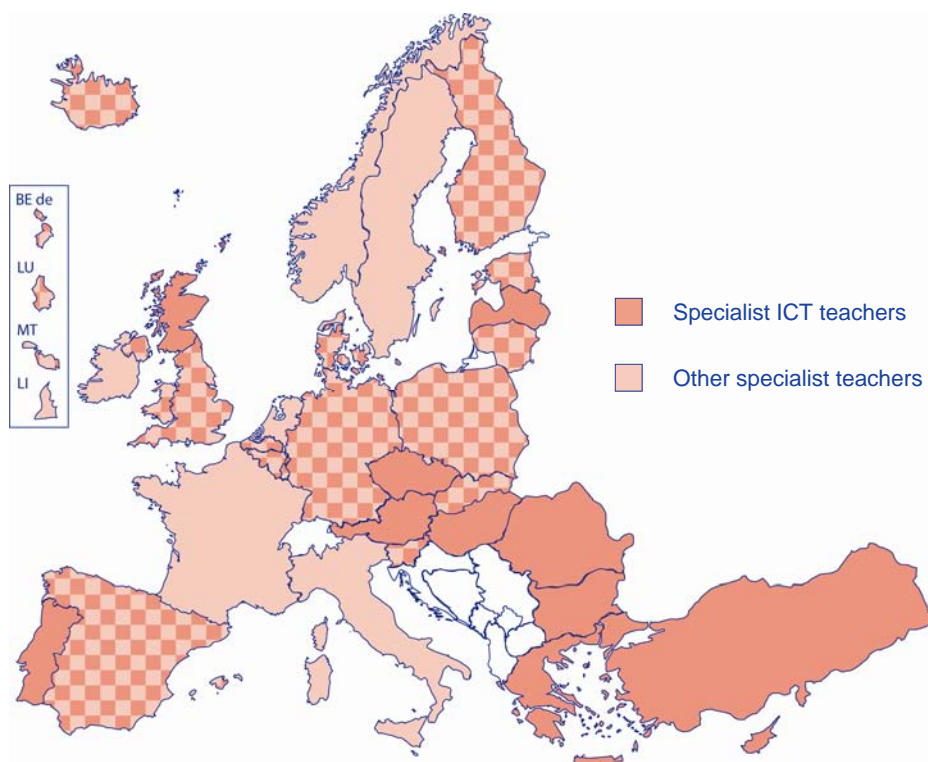 BE de
LU
MT
LI
Specialist ICT teachers
Other specialist teachers